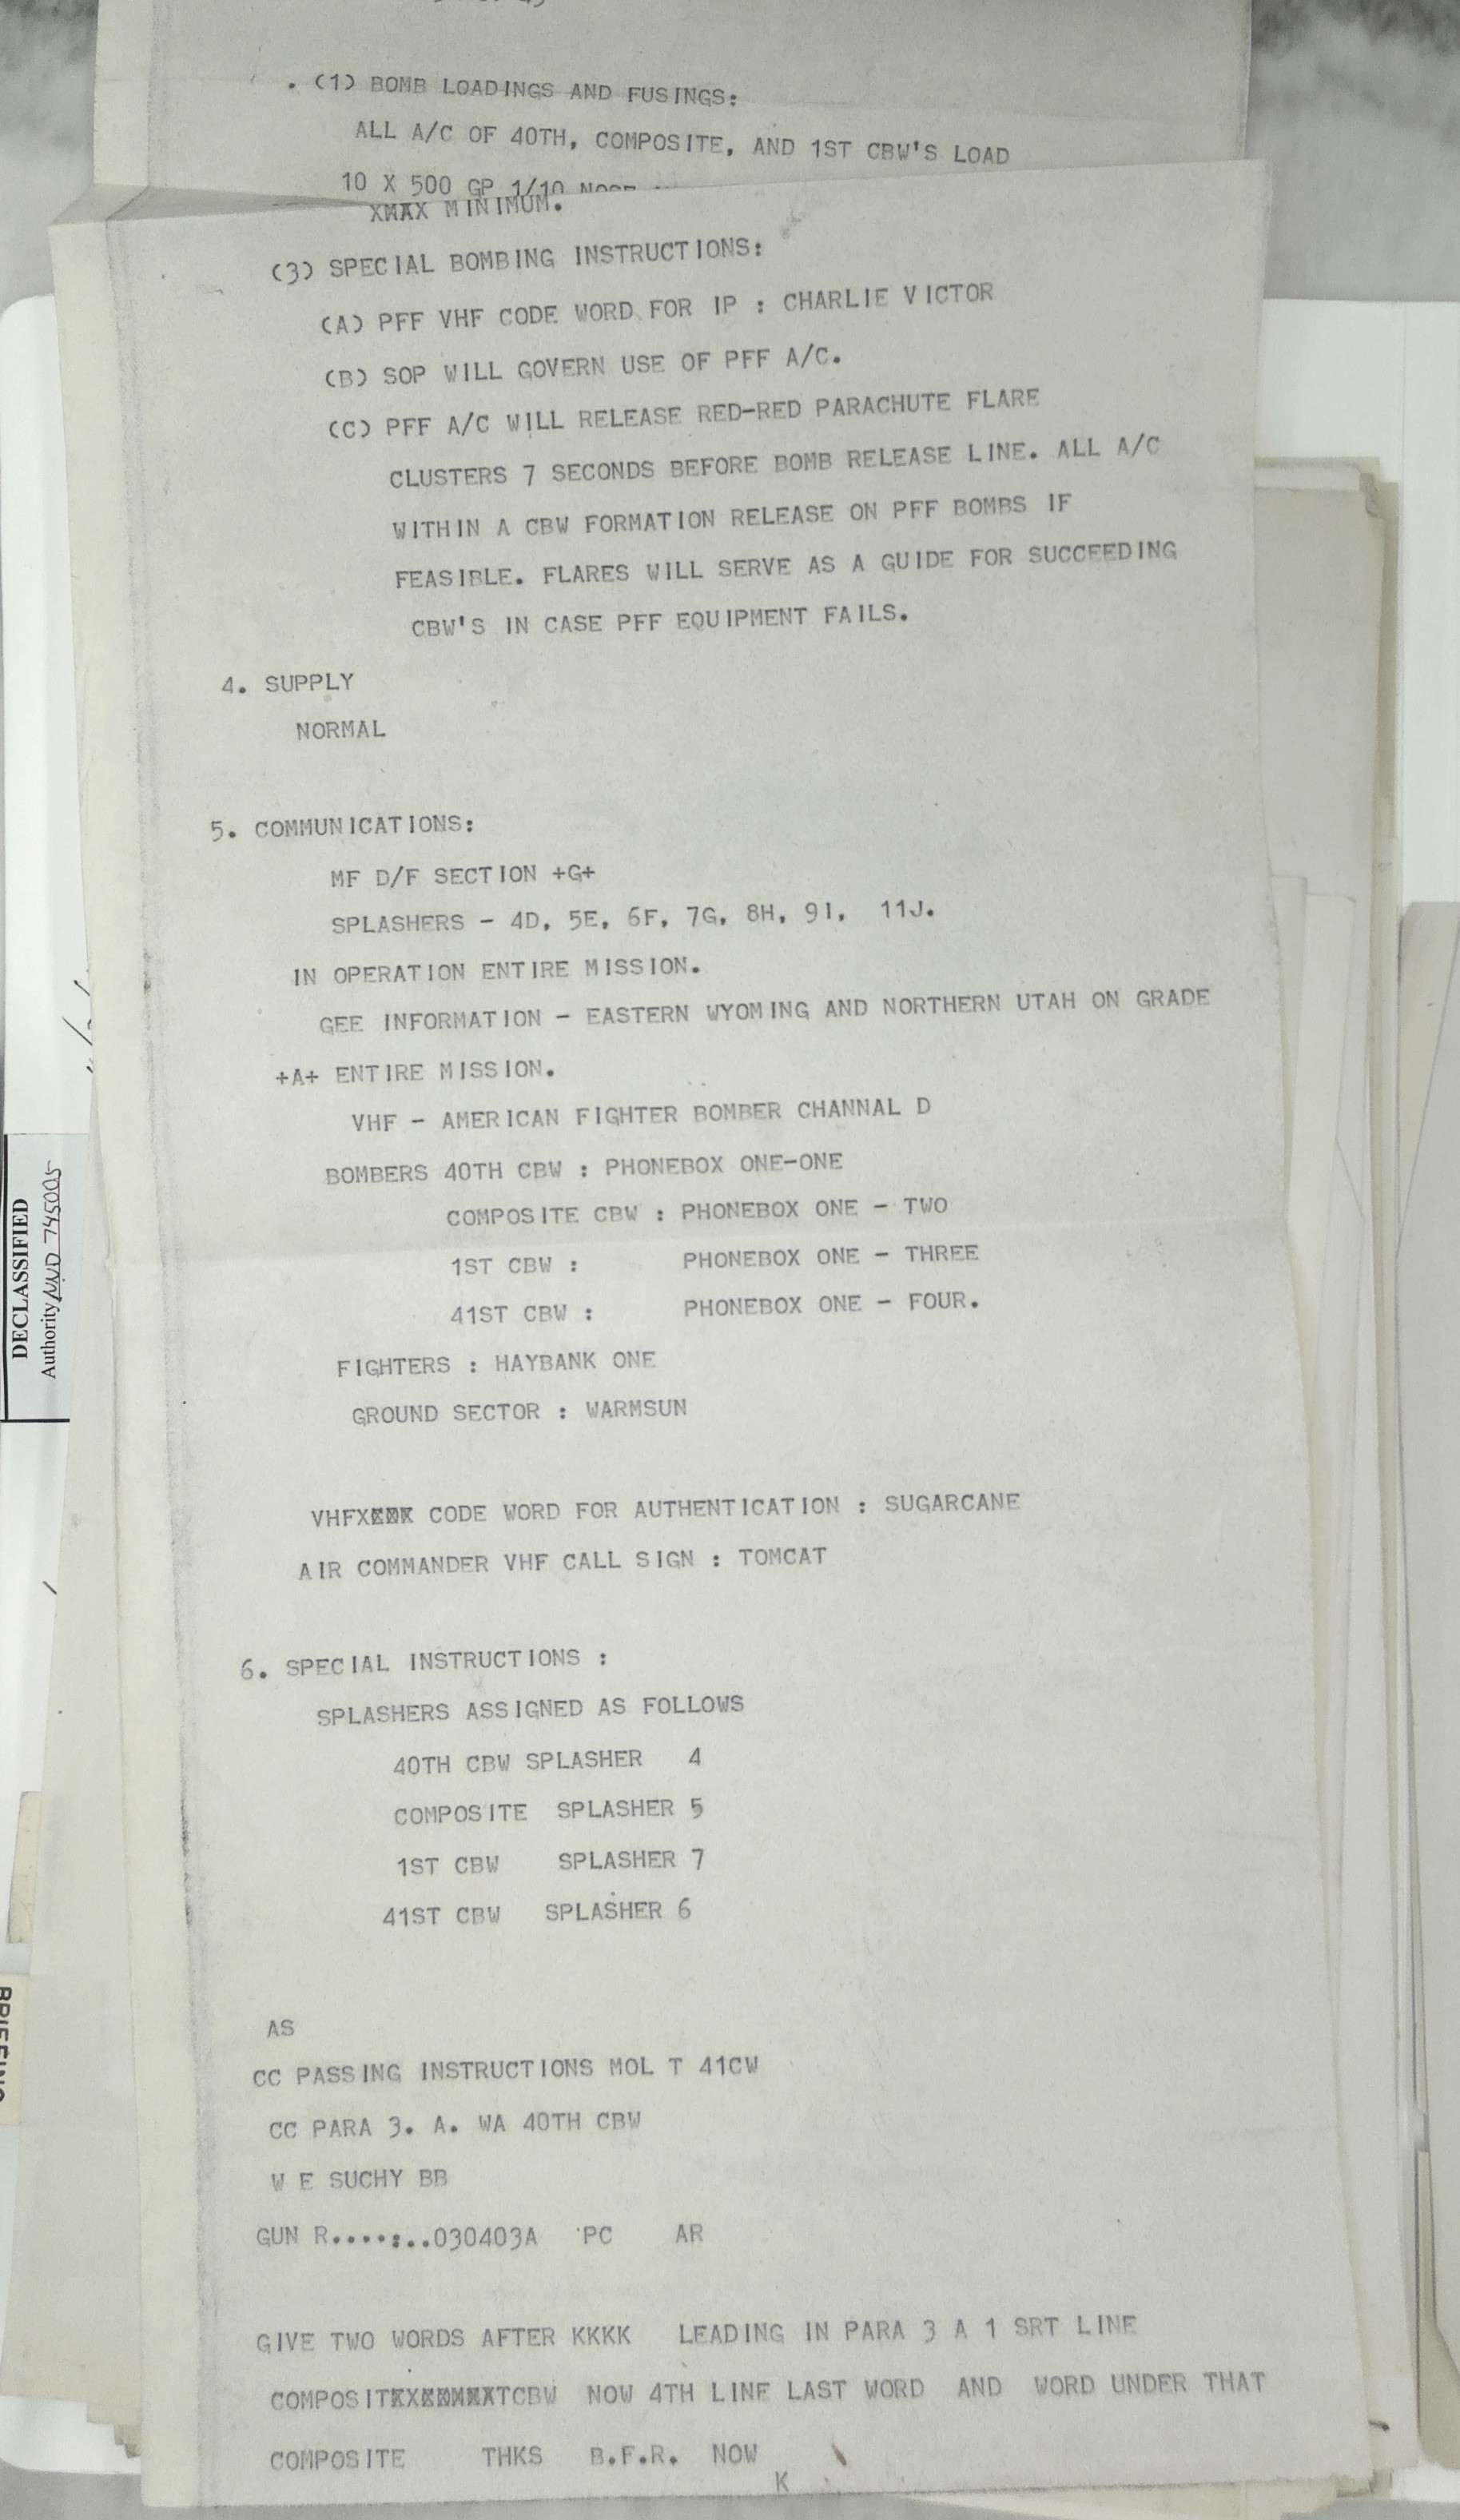 . (1) BOMB LOADINGS AND FUSINGS:
ALL A/C OF 40TH, COMPOSITE, AND 1ST CBW'S LOAD
10 X 500 GP 1/10
XMAX MINIMUM.
(3) SPECIAL BOMBING INSTRUCTIONS:
(A) PFF VHF CODE WORD FOR IP : CHARLIE VICTOR
(B) SOP WILL GOVERN USE OF PFF A/C.
(C) PFF A/C WILL RELEASE RED-RED PARACHUTE FLARE
CLUSTERS 7 SECONDS BEFORE BOMB RELEASE LINE. ALL A/C
WITHIN A CBW FORMATION RELEASE ON PFF BOMBS IF
FEASIBLE. FLARES WILL SERVE AS A GUIDE FOR SUCCEEDING
CBW'S IN CASE PFF EQUIPMENT FAILS.
4. SUPPLY
NORMAL
5. COMMUNICATIONS:
MF D/F SECTION +G+
SPLASHERS - 4D, 5E, 6F, 7G, 8H, 9I, 11J.
IN OPERATION ENTIRE MISSION.
GEE INFORMATION - EASTERN WYOMING AND NORTHERN UTAH ON GRADE
+A+ ENTIRE MISSION.
VHF - AMERICAN FIGHTER BOMBER CHANNAL D
BOMBERS 40TH CBW : PHONEBOX ONE-ONE
COMPOSITE CBW : PHONEBOX ONE - TWO
1ST CBW : PHONEBOX ONE - THREE
41ST CBW : PHONEBOX ONE - FOUR.
FIGHTERS : HAYBANK ONE
GROUND SECTOR : WARMSUN
VHF CODE WORD FOR AUTHENTICATION : SUGARCANE
AIR COMMANDER VHF CALL SIGN : TOMCAT
6. SPECIAL INSTRUCTIONS :
SPLASHERS ASSIGNED AS FOLLOWS
40TH CBW SPLASHER 4
COMPOSITE SPLASHER 5
1ST CBW SPLASHER 7
41ST CBW SPLASHER 6
AS
CC PASSING INSTRUCTIONS MOL T 41CW
CC PARA 3. A. WA 40TH CBW
W E SUCHY BB
GUN R....:..030403A PC AR
GIVE TWO WORDS AFTER KKKK LEADING IN PARA 3 A 1 SRT LINE
NOW 4TH LINE LAST WORD AND WORD UNDER THAT
COMPOSITE THKS B.F.R. NOW
K
DECLASSIFIED
Authority NND 745005